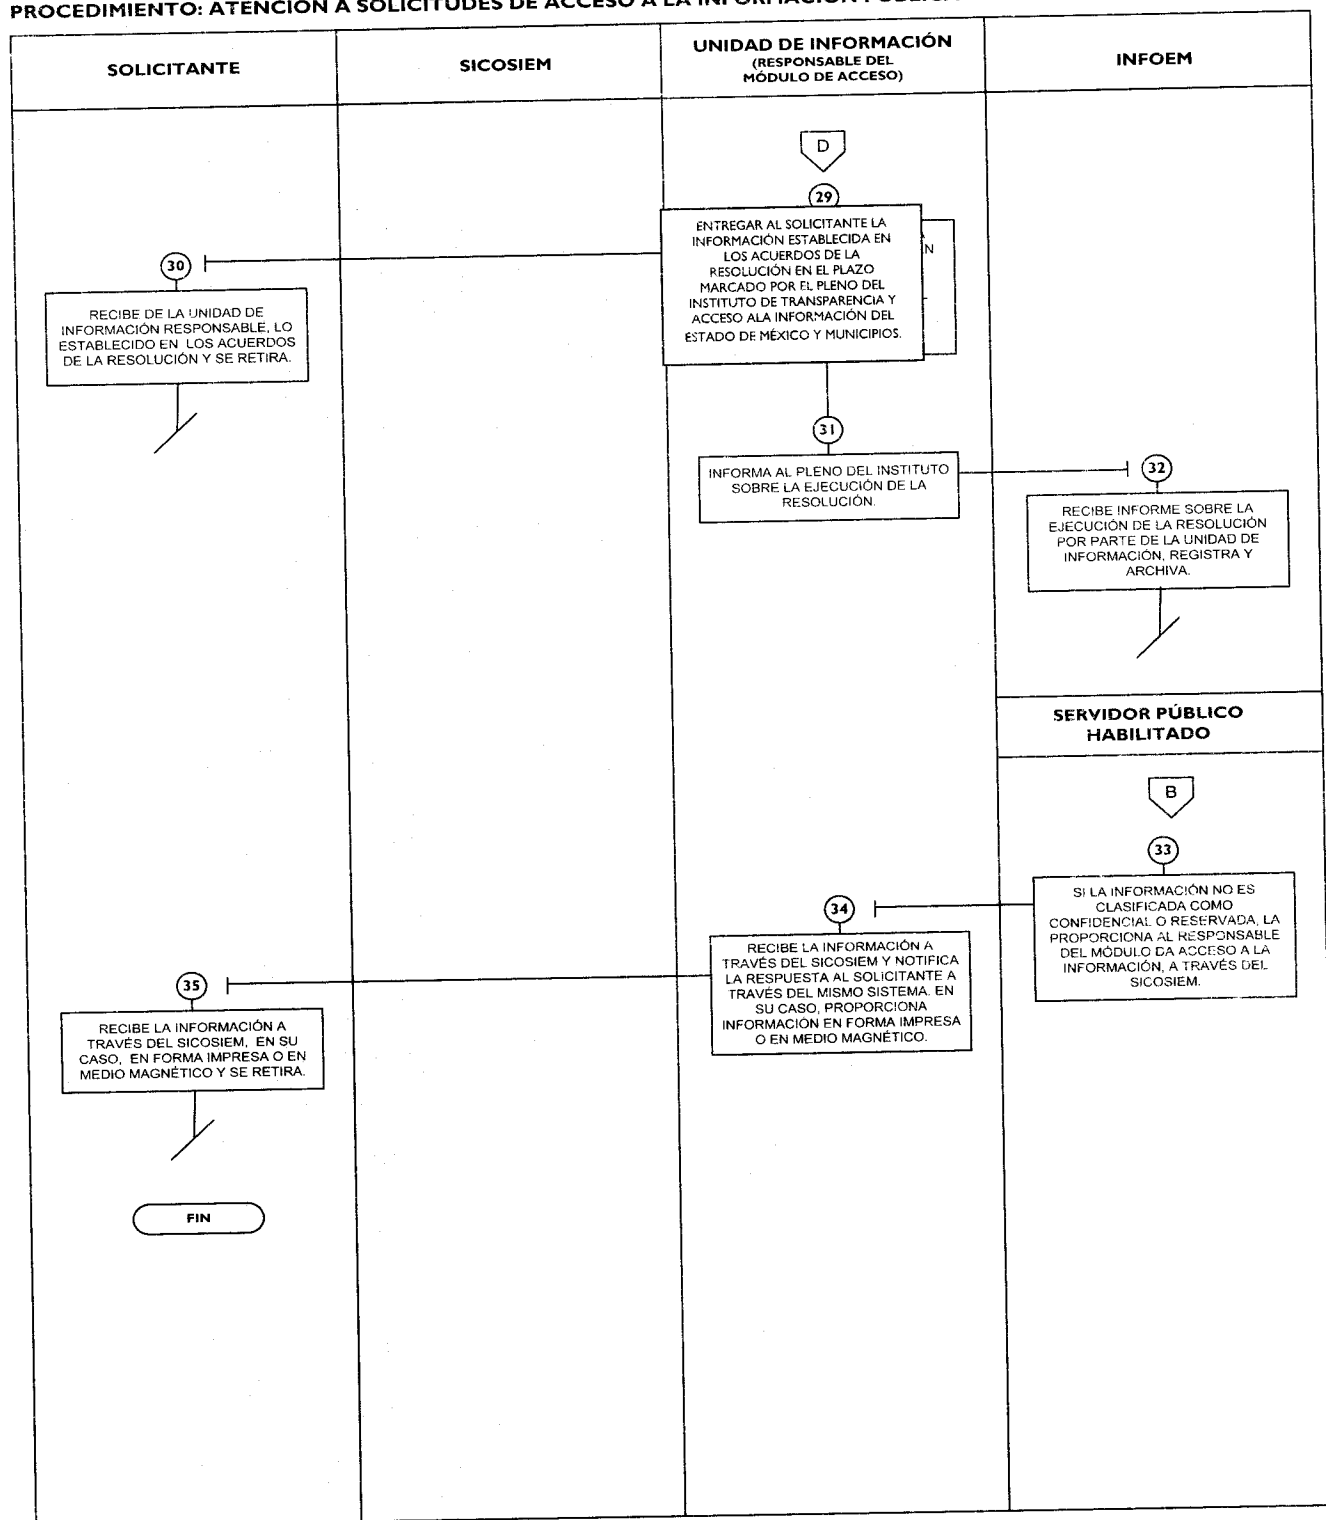 PROCEDIMIENTO: ATENCIÓN A SOLICITUDES DE ACCESO A LA INFORMACIÓN PÚBLICA
SOLICITANTE
SICOSIEM
UNIDAD DE INFORMACIÓN
(RESPONSABLE DEL
MÓDULO DE ACCESO)
INFOEM
D
29
ENTREGAR AL SOLICITANTE LA
INFORMACIÓN ESTABLECIDA EN
LOS ACUERDOS DE LA
RESOLUCIÓN EN EL PLAZO
MARCADO POR EL PLENO DEL
INSTITUTO DE TRANSPARENCIA Y
ACCESO ALA INFORMACIÓN DEL
ESTADO DE MÉXICO Y MUNICIPIOS.
N
30
RECIBE DE LA UNIDAD DE
INFORMACIÓN RESPONSABLE, LO
ESTABLECIDO EN LOS ACUERDOS
DE LA RESOLUCIÓN Y SE RETIRA.
31
INFORMA AL PLENO DEL INSTITUTO
SOBRE LA EJECUCIÓN DE LA
RESOLUCIÓN.
32
RECIBE INFORME SOBRE LA
EJECUCIÓN DE LA RESOLUCIÓN
POR PARTE DE LA UNIDAD DE
INFORMACIÓN, REGISTRA Y
ARCHIVA.
SERVIDOR PÚBLICO
HABILITADO
B
33
SI LA INFORMACIÓN NO ES
CLASIFICADA COMO
CONFIDENCIAL O RESERVADA, LA
PROPORCIONA AL RESPONSABLE
DEL MÓDULO DA ACCESO A LA
INFORMACIÓN, A TRAVÉS DEL
SICOSIEM.
34
RECIBE LA INFORMACIÓN A
TRAVÉS DEL SICOSIEM Y NOTIFICA
LA RESPUESTA AL SOLICITANTE A
TRAVÉS DEL MISMO SISTEMA. EN
SU CASO, PROPORCIONA
INFORMACIÓN EN FORMA IMPRESA
O EN MEDIO MAGNÉTICO.
35
RECIBE LA INFORMACIÓN A
TRAVÉS DEL SICOSIEM, EN SU
CASO, EN FORMA IMPRESA O EN
MEDIO MAGNÉTICO Y SE RETIRA.
FIN